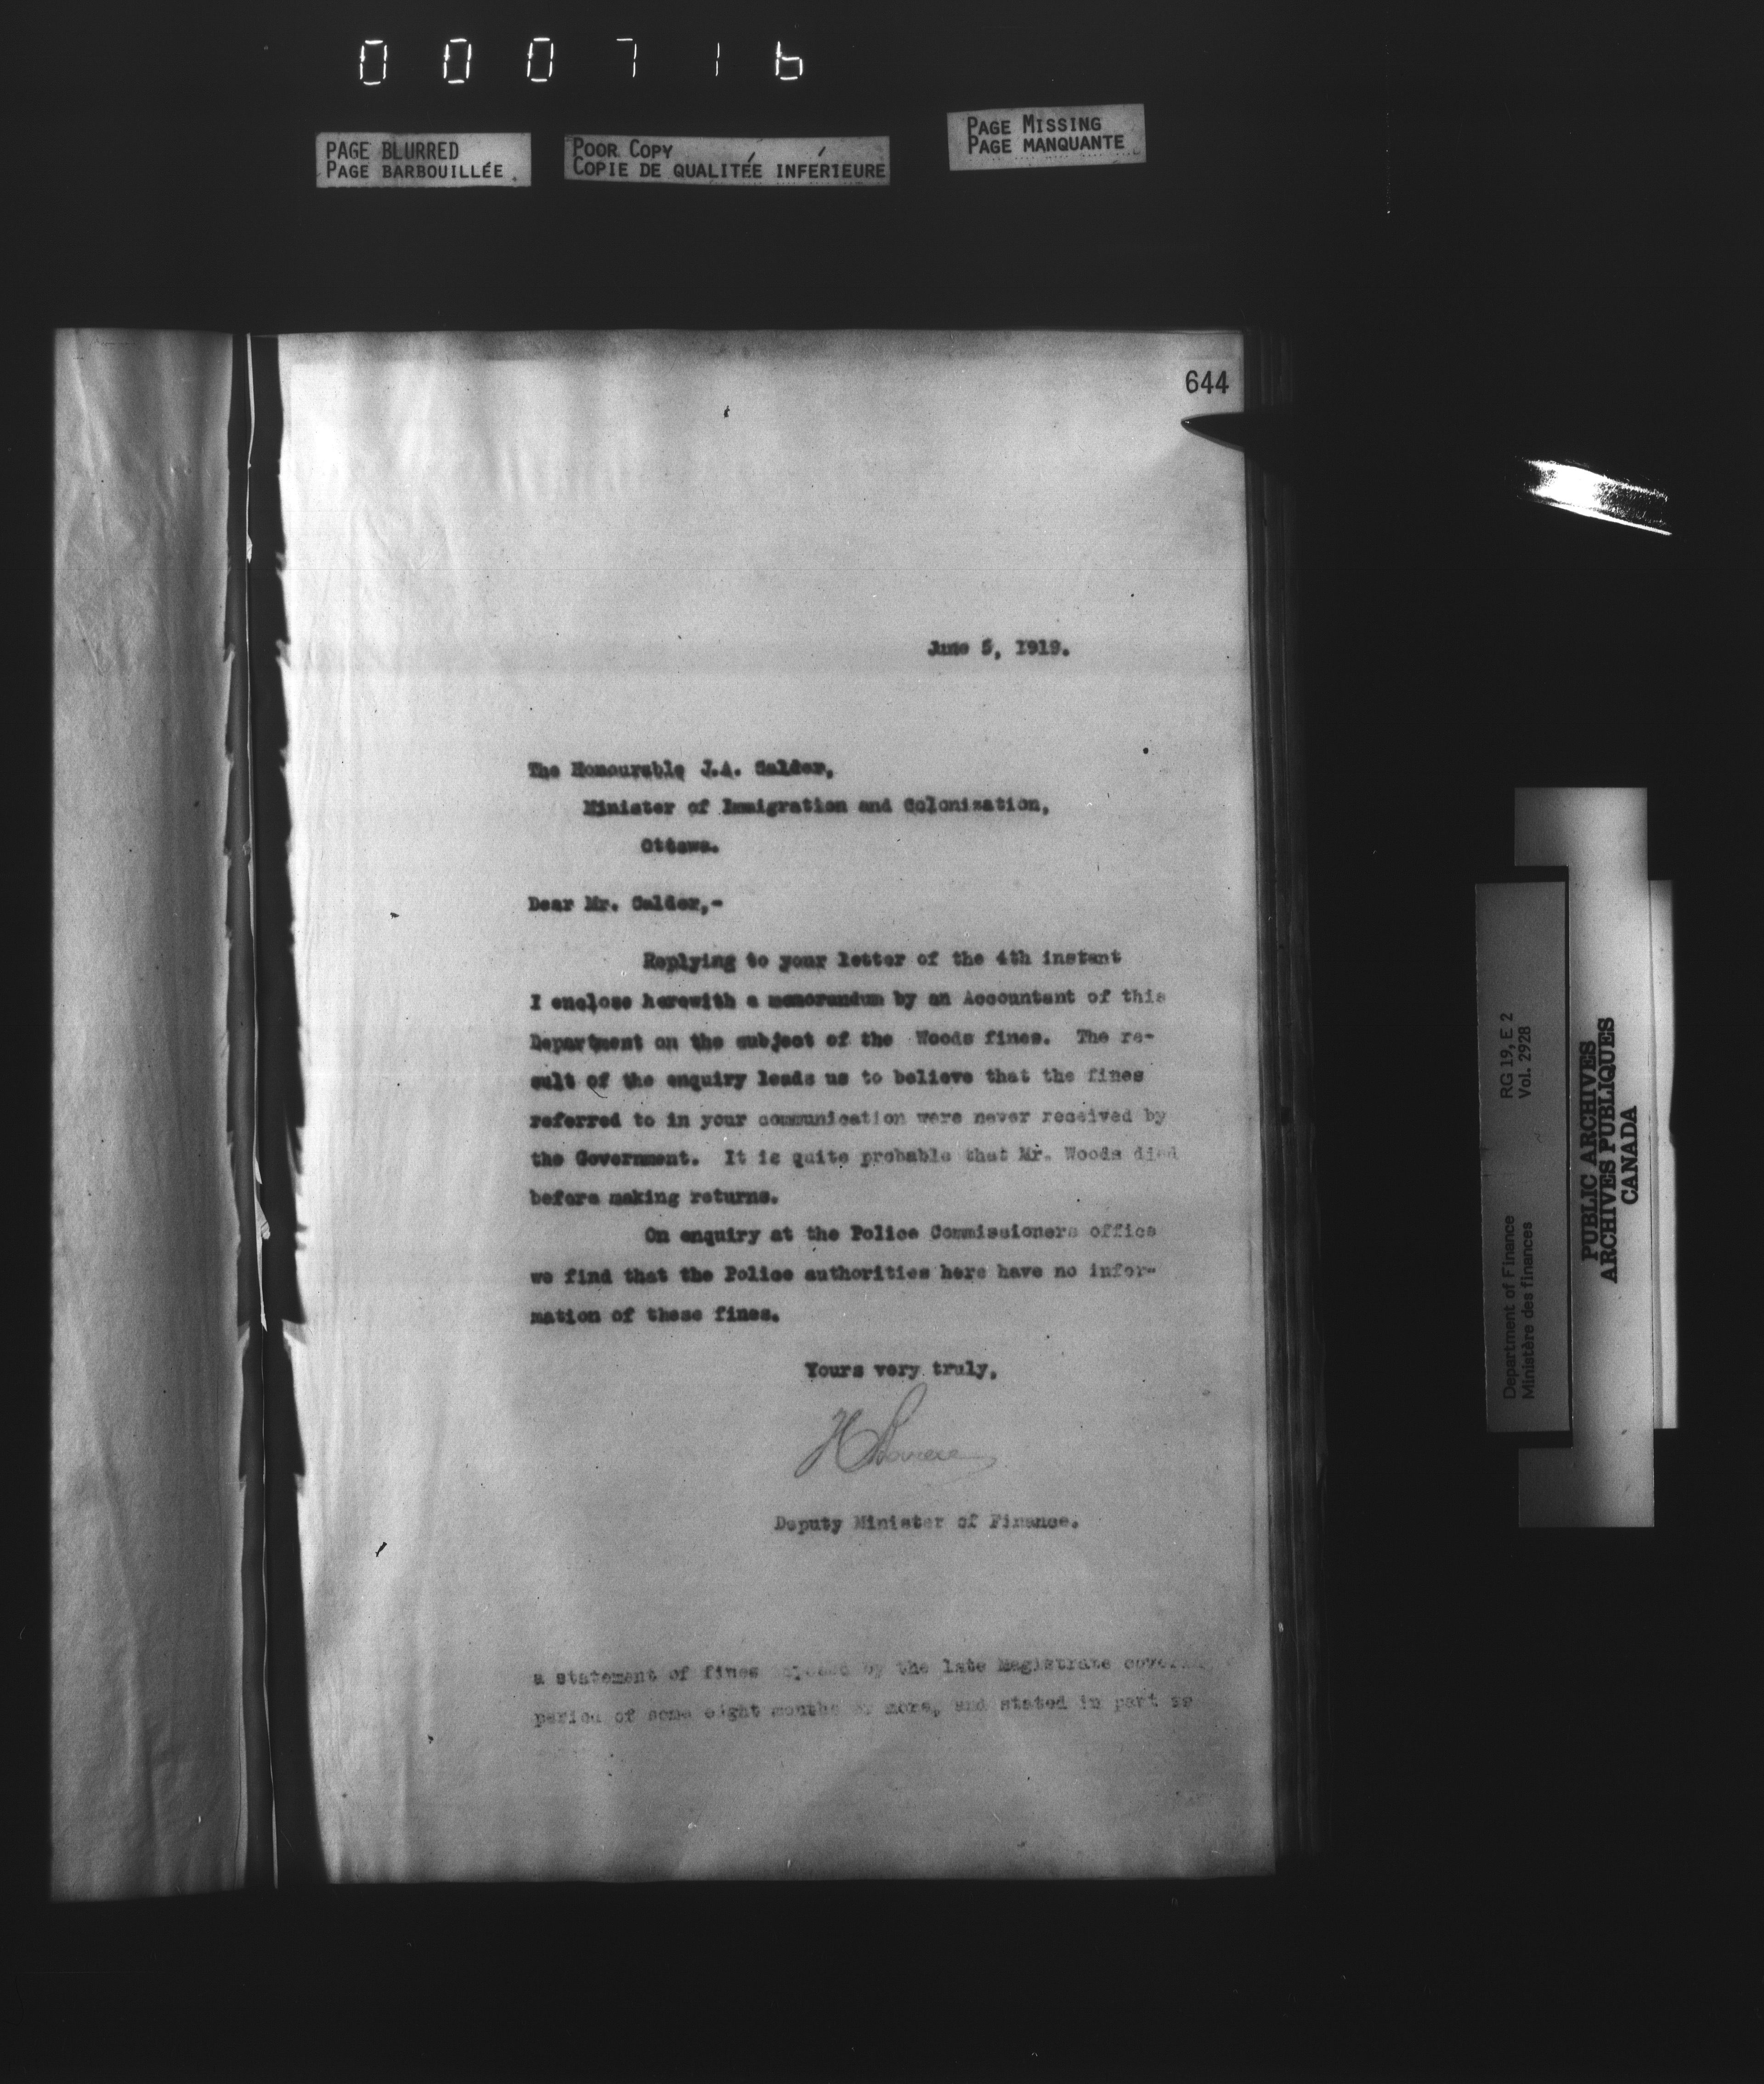 000716
PAGE BLURRED
PAGE BARBOUILLÉE.
POOR COPY
COPIE DE QUALITÉE INFÉRIEURE
PAGE MISSING
PAGE MANQUANTE
644
June 5, 1919.
The Honourable J.A. Calder,
Minister of Immigration and Colonization,
Ottawa.
Dear Mr. Calder,-
Replying to your letter of the 4th instant
I enclose herewith a memorandum by an Accountant of this
Department on the subject of the Woods fines. The re-
sult of the enquiry leads us to believe that the fines
referred to in your communication were never received by
the Government. It is quite probable that Mr. Woods died
before making returns.
On enquiry at the Police Commissioners office
we find that the Police authorities here have no infor-
mation of these fines.
Yours very truly,
Deputy Minister of Finance.
a statement of fines by the late Magistrate
period of some eight months or more, and stated in part as
Department of Finance
Ministère des finances
RG 19, E 2
Vol. 2928
PUBLIC ARCHIVES
ARCHIVES PUBLIQUES
CANADA